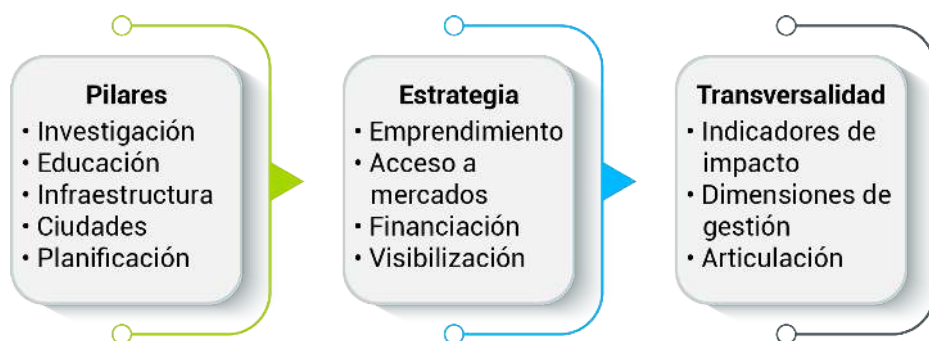 Pilares
• Investigación
• Educación
• Infraestructura
• Ciudades
• Planificación
Estrategia
• Emprendimiento
• Acceso a
mercados
• Financiación
• Visibilización
Transversalidad
• Indicadores de
impacto
• Dimensiones de
gestión
• Articulación